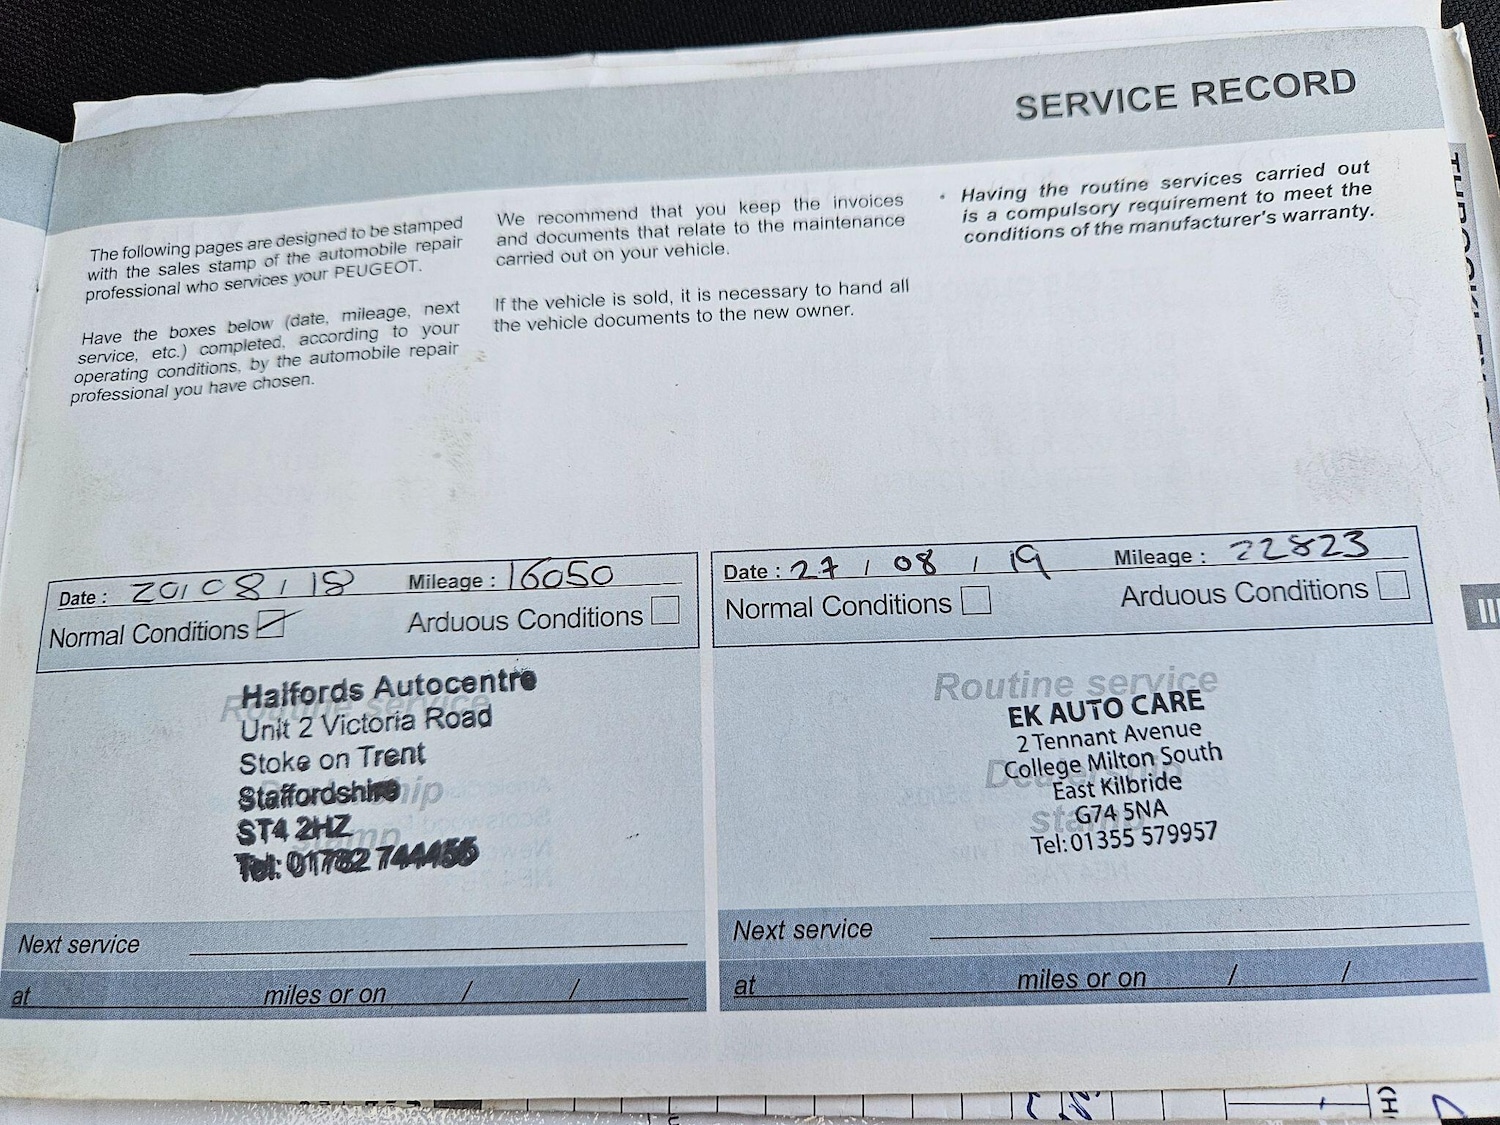 SERVICE RECORD
The following pages are designed to be stamped
with the sales stamp of the automobile repair
professional who services your PEUGEOT.
Have the boxes below (date, mileage, next
service, etc.) completed, according to your
operating conditions, by the automobile repair
professional you have chosen.
We recommend that you keep the invoices
and documents that relate to the maintenance
carried out on your vehicle.
If the vehicle is sold, it is necessary to hand all
the vehicle documents to the new owner.
• Having the routine services carried out
is a compulsory requirement to meet the
conditions of the manufacturer's warranty.
Date : 20/08/18 Mileage : 16050
Normal Conditions Arduous Conditions
Routine service
Dealership
stamp
Halfords Autocentre
Unit 2 Victoria Road
Stoke on Trent
Staffordshire
ST4 2HZ
Tel: 01782 744455
Next service
at miles or on / /
Date : 27 / 08 / 19 Mileage : 22823
Normal Conditions Arduous Conditions
Routine service
Dealership
stamp
EK AUTO CARE
2 Tennant Avenue
College Milton South
East Kilbride
G74 5NA
Tel: 01355 579957
Next service
at miles or on / /
III